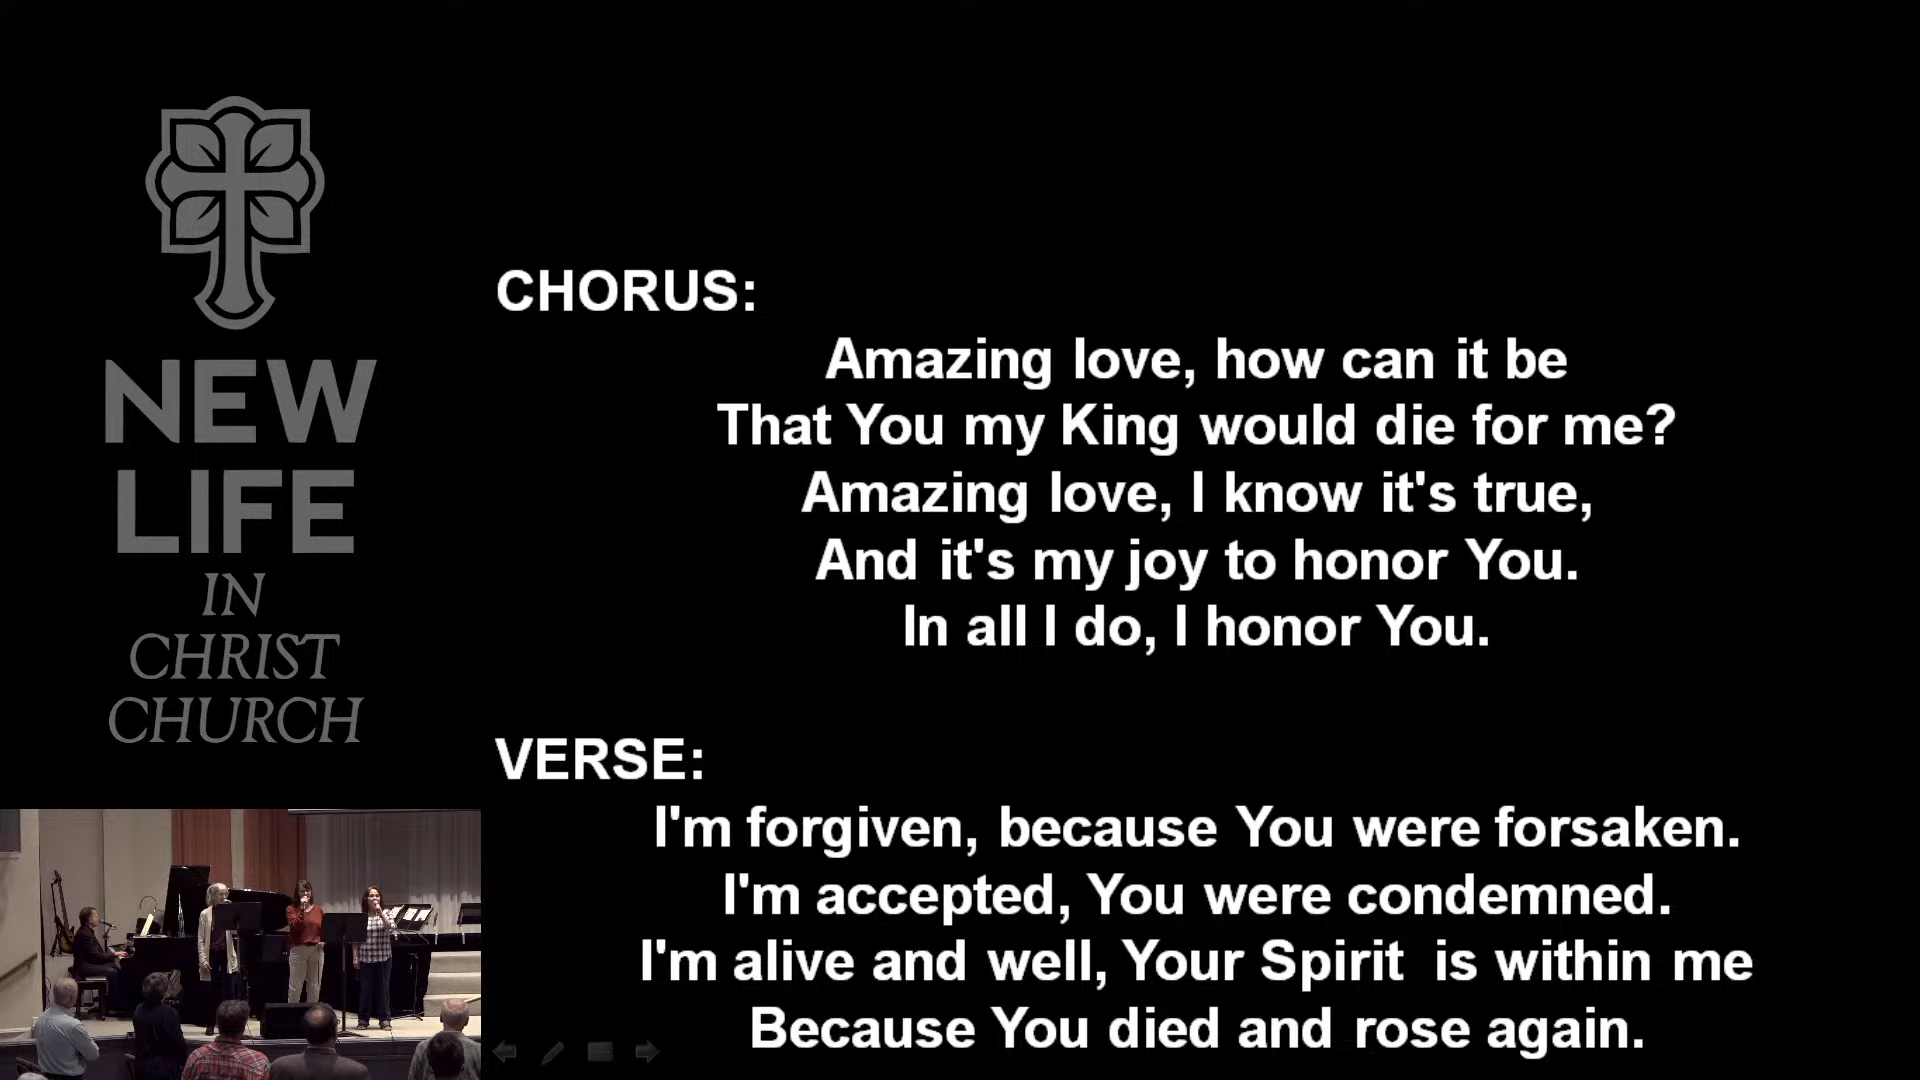 NEW
LIFE
IN
CHRIST
CHURCH
CHORUS:
Amazing love, how can it be
That You my King would die for me?
Amazing love, I know it's true,
And it's my joy to honor You.
In all I do, I honor You.
VERSE:
I'm forgiven, because You were forsaken.
I'm accepted, You were condemned.
I'm alive and well, Your Spirit  is within me
Because You died and rose again.